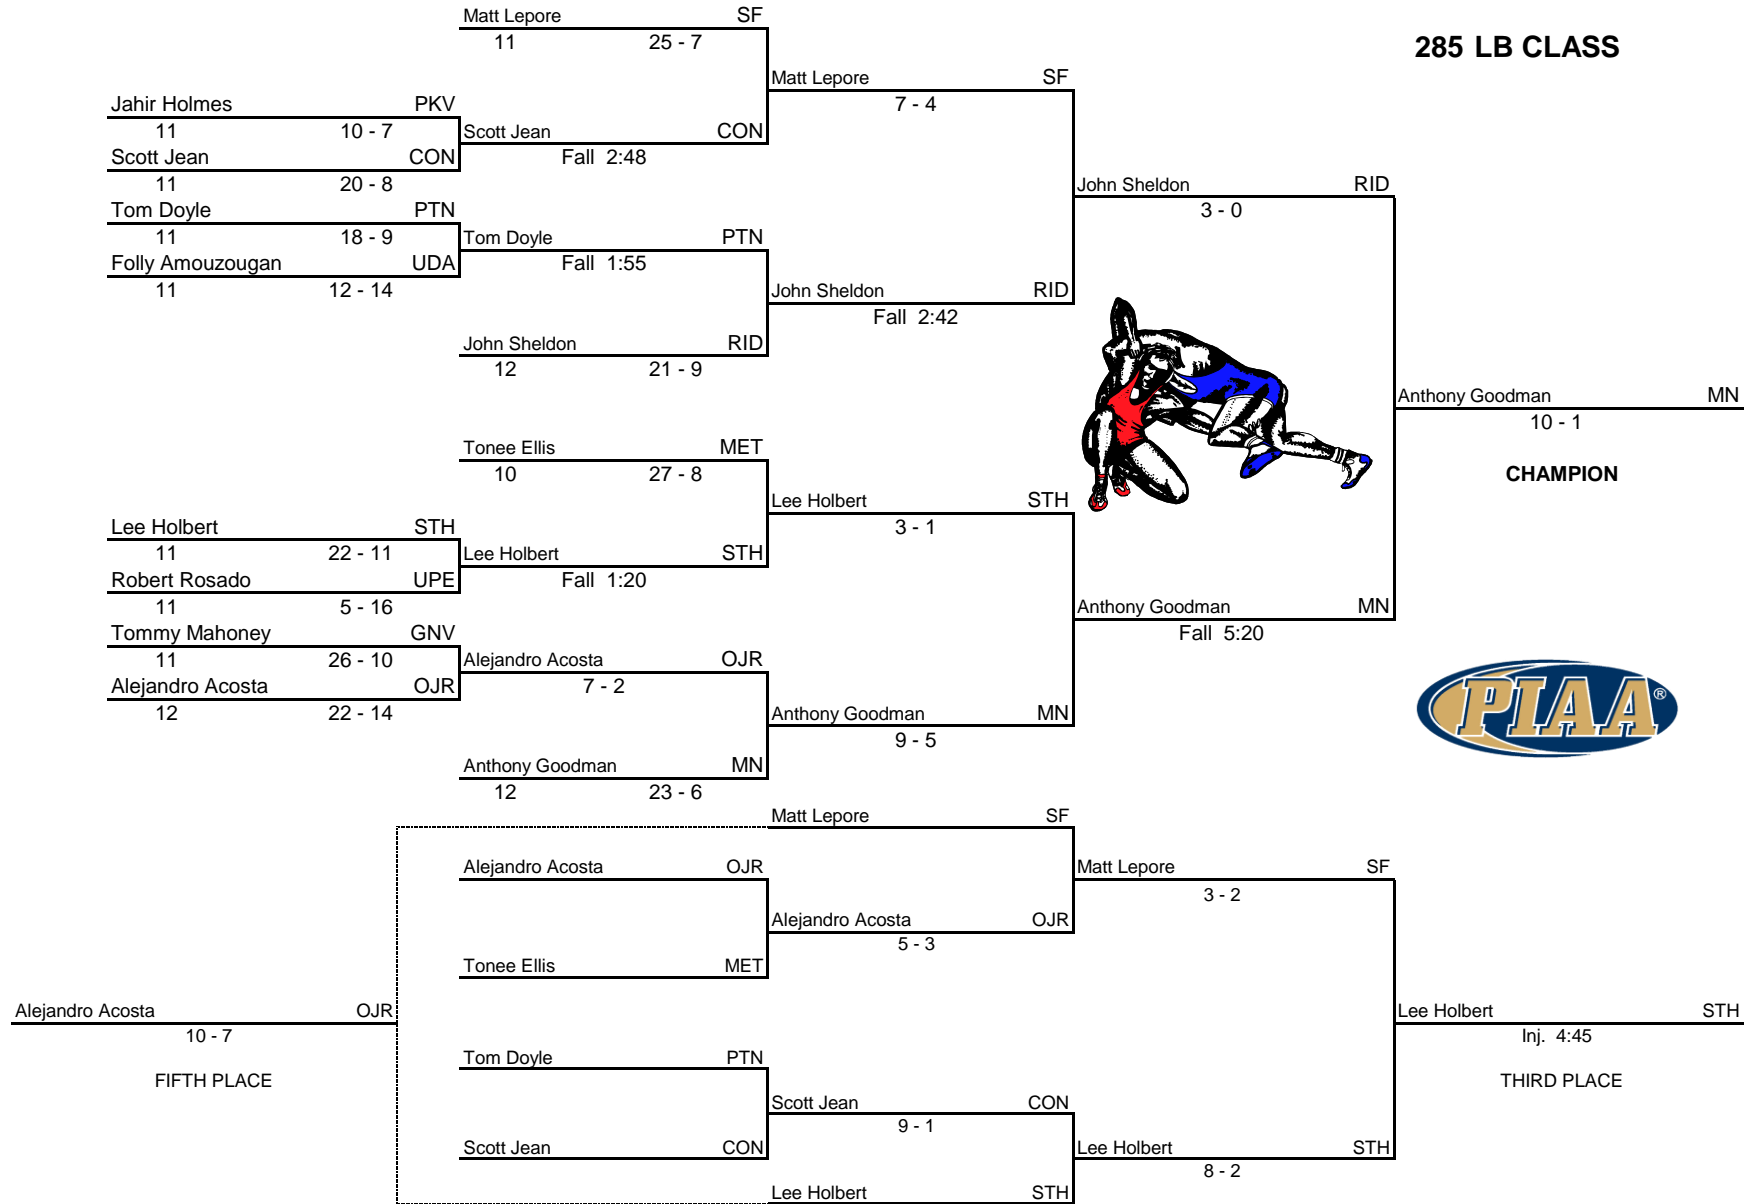 Matt Lepore SF
11 25 - 7
285 LB CLASS
Matt Lepore SF
7 - 4
Jahir Holmes PKV
11 10 - 7
Scott Jean CON
Fall 2:48
Scott Jean CON
11 20 - 8
John Sheldon RID
3 - 0
Tom Doyle PTN
11 18 - 9
Tom Doyle PTN
Fall 1:55
Folly Amouzougan UDA
11 12 - 14
John Sheldon RID
Fall 2:42
John Sheldon RID
12 21 - 9
Anthony Goodman MN
10 - 1
CHAMPION
Tonee Ellis MET
10 27 - 8
Lee Holbert STH
3 - 1
Lee Holbert STH
11 22 - 11
Lee Holbert STH
Fall 1:20
Robert Rosado UPE
11 5 - 16
Anthony Goodman MN
Fall 5:20
Tommy Mahoney GNV
11 26 - 10
Alejandro Acosta OJR
7 - 2
Alejandro Acosta OJR
12 22 - 14
Anthony Goodman MN
9 - 5
PIAA®
Anthony Goodman MN
12 23 - 6
Matt Lepore SF
Alejandro Acosta OJR
Matt Lepore SF
3 - 2
Alejandro Acosta OJR
5 - 3
Tonee Ellis MET
Alejandro Acosta OJR
10 - 7
FIFTH PLACE
Lee Holbert STH
Inj. 4:45
THIRD PLACE
Tom Doyle PTN
Scott Jean CON
9 - 1
Scott Jean CON
Lee Holbert STH
8 - 2
Lee Holbert STH